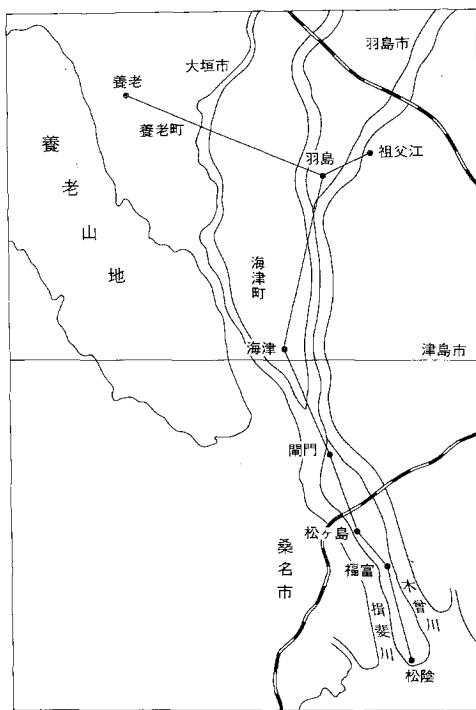 羽島市
大垣市
養老
養老町
羽島
祖父江
養老山地
海津町
海津
津島市
閘門
松ヶ島
福富
桑名市
木曽川
揖斐川
松陰